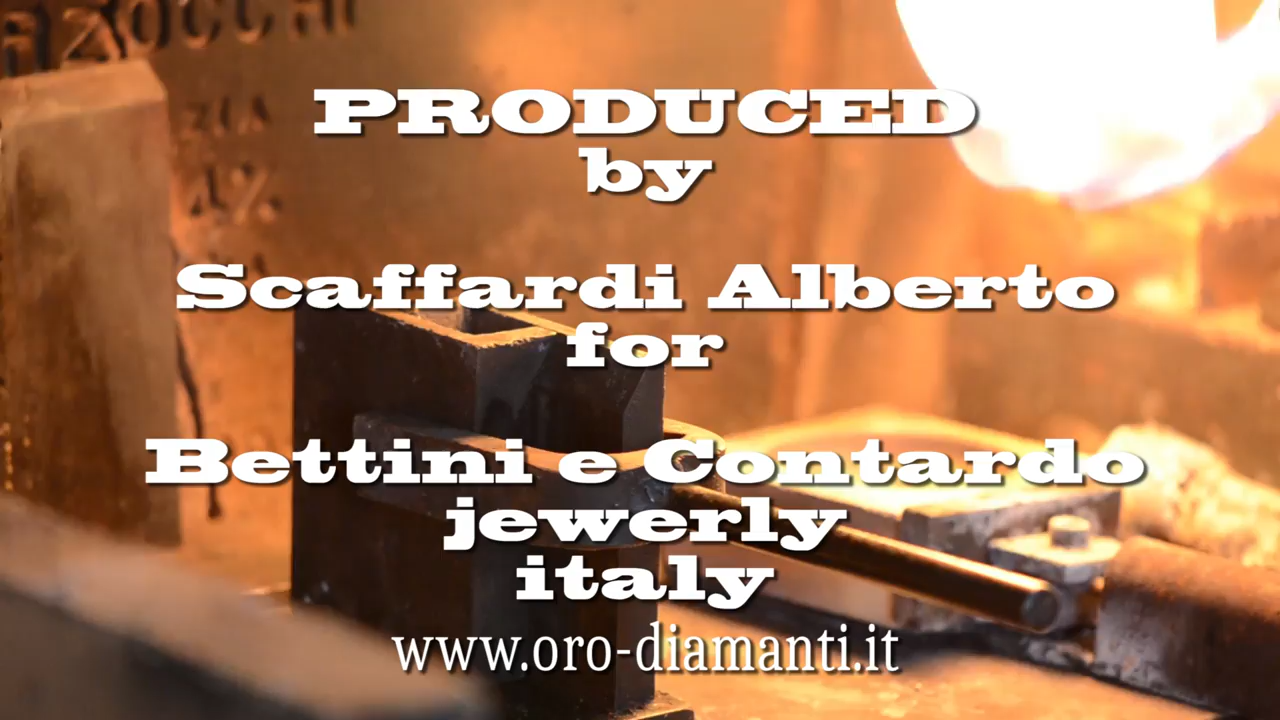 PRODUCED
by
Scaffardi Alberto
for
Bettini e Contardo
jewerly
italy
www.oro-diamanti.it